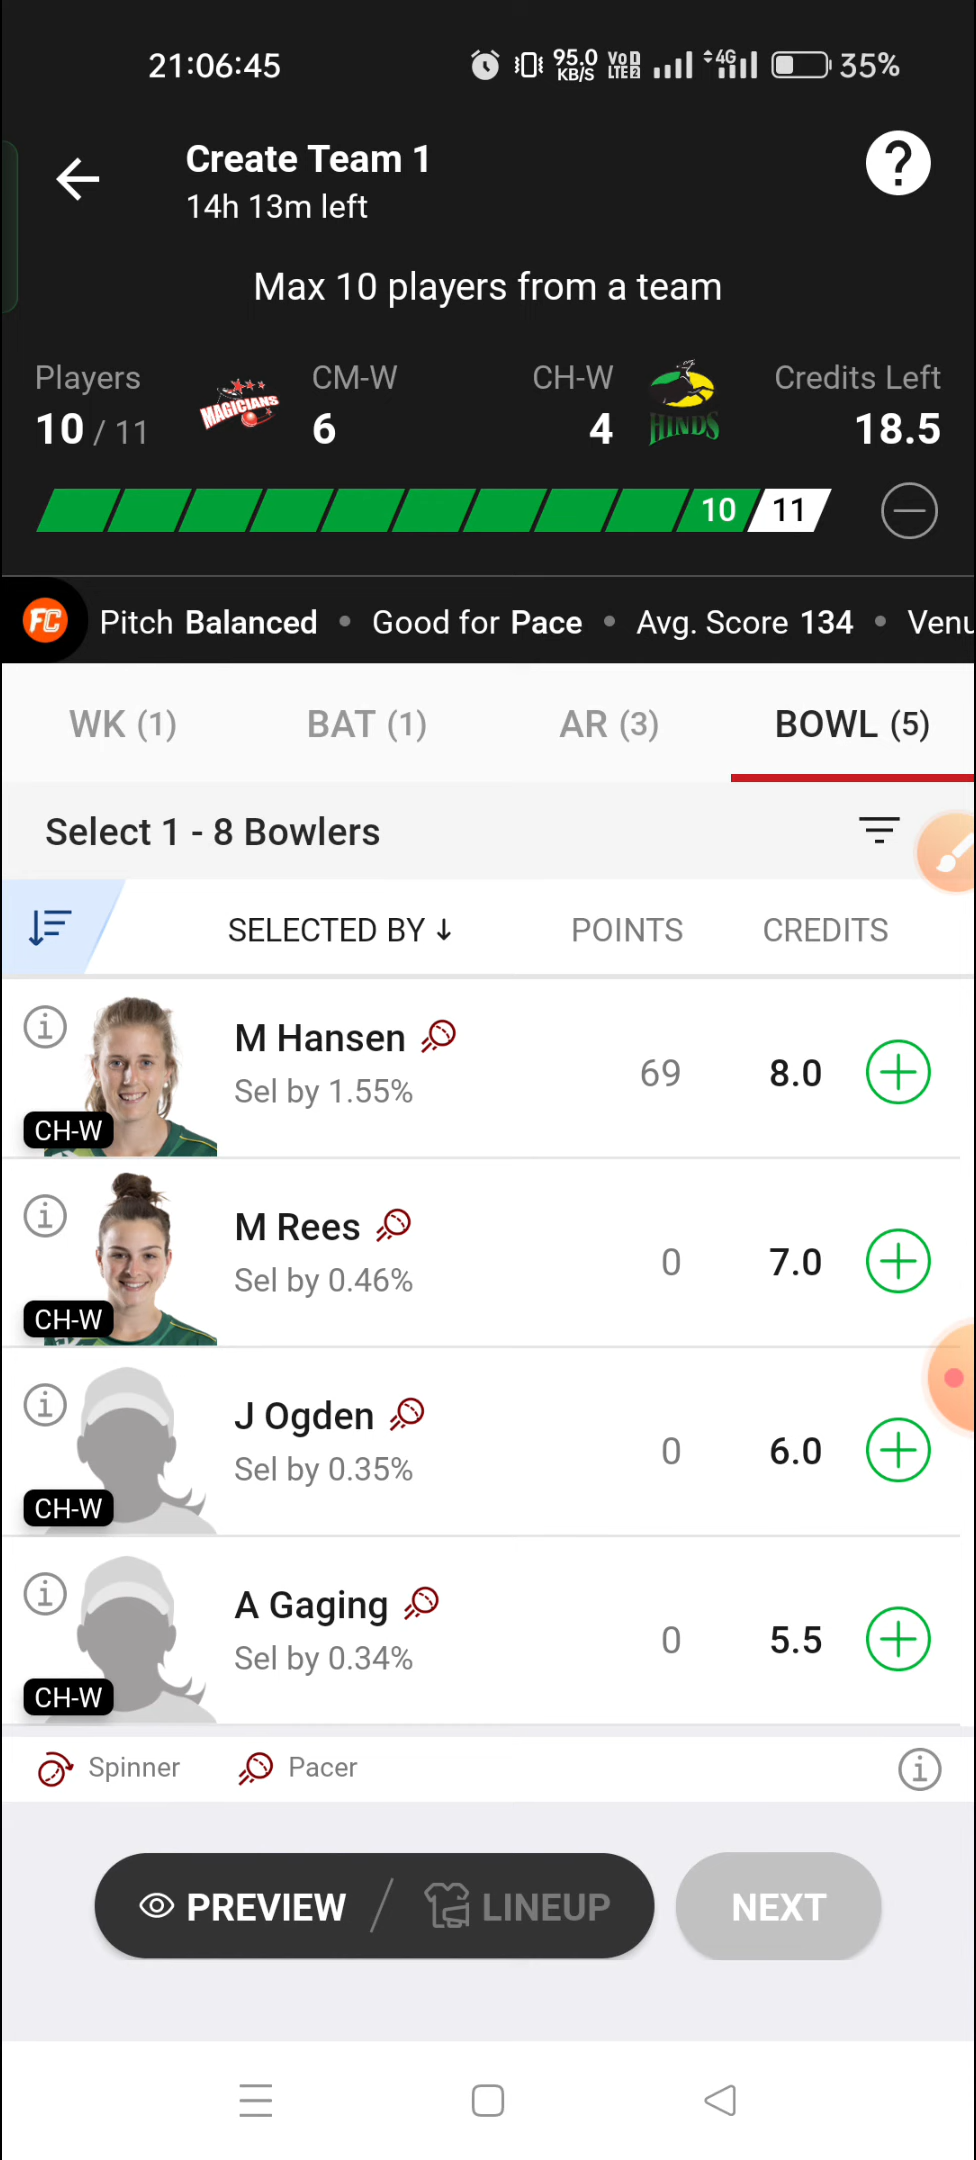 21:06:45 95.0 KB/S VoD LTE2 4G 35%
Create Team 1
14h 13m left
?
Max 10 players from a team
Players CM-W CH-W Credits Left
10 / 11 MAGICIANS 6 4 HINDS 18.5
10 11
FC Pitch Balanced • Good for Pace • Avg. Score 134 • Venu
WK (1) BAT (1) AR (3) BOWL (5)
Select 1 - 8 Bowlers
SELECTED BY ↓ POINTS CREDITS
M Hansen
Sel by 1.55%
69 8.0
CH-W
M Rees
Sel by 0.46%
0 7.0
CH-W
J Ogden
Sel by 0.35%
0 6.0
CH-W
A Gaging
Sel by 0.34%
0 5.5
CH-W
Spinner Pacer
PREVIEW / LINEUP NEXT